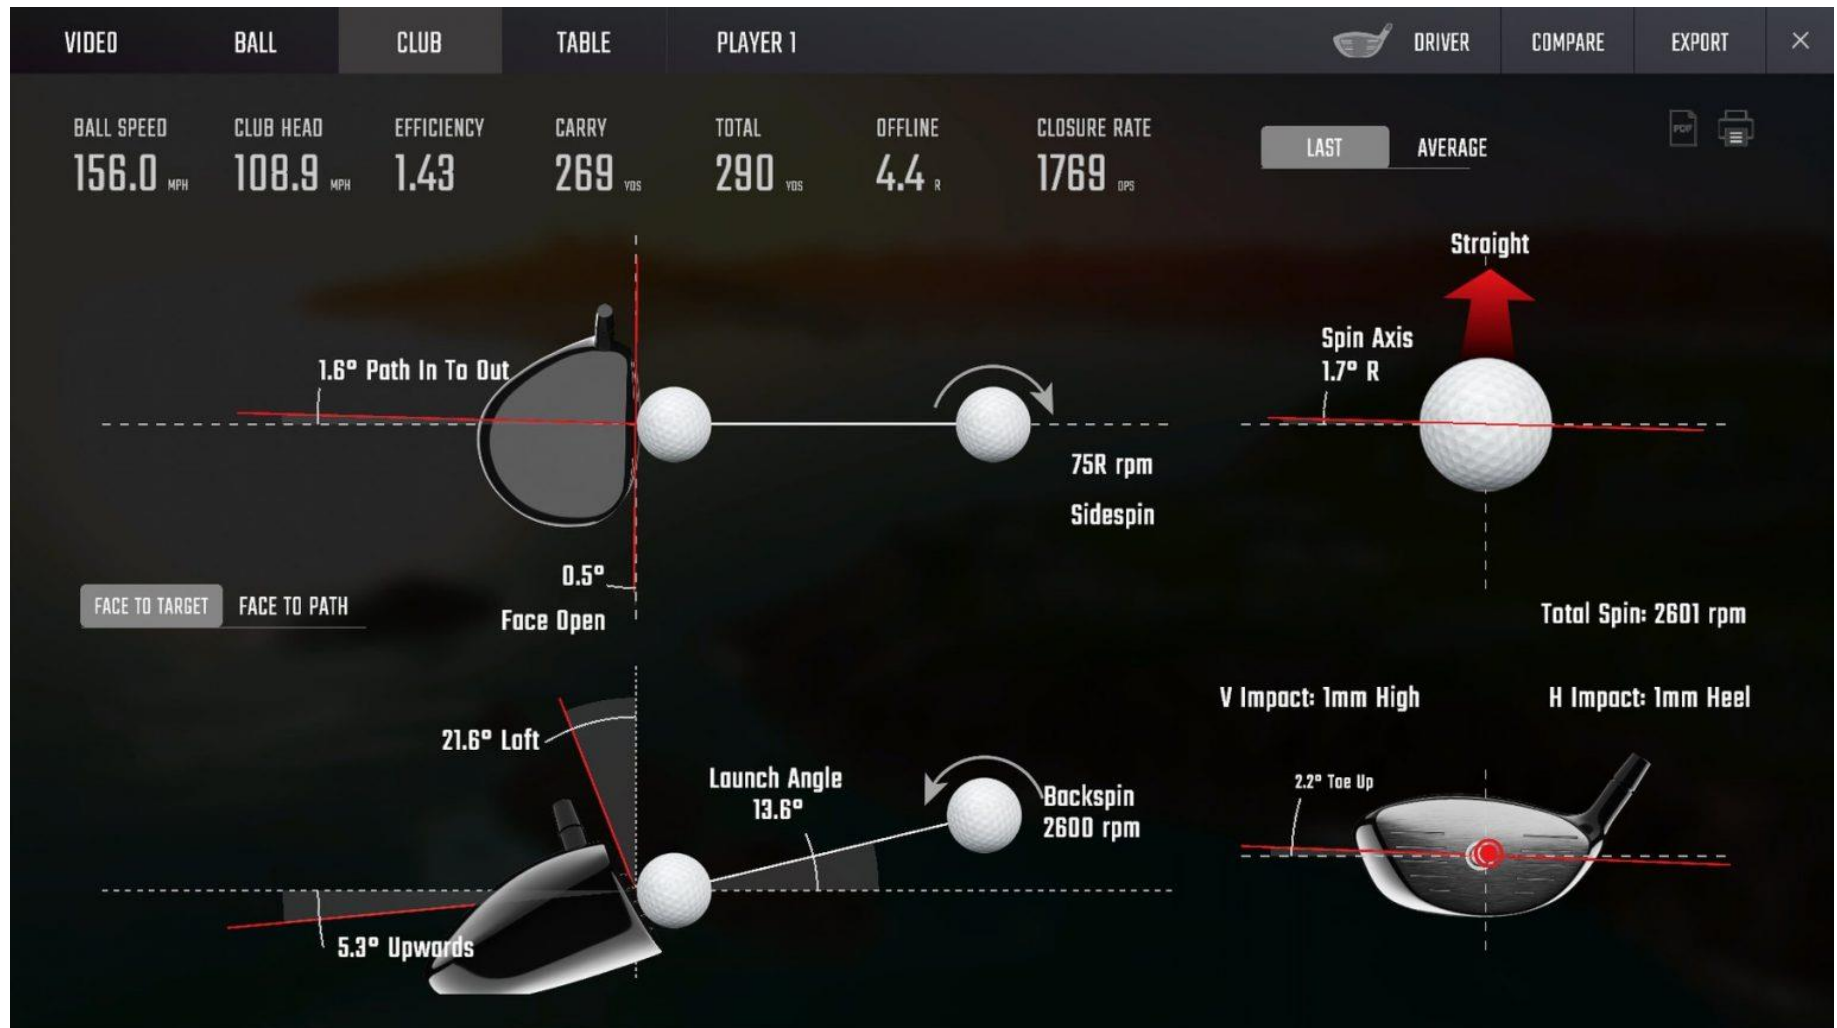 VIDEO BALL CLUB TABLE PLAYER 1 DRIVER COMPARE EXPORT ×
BALL SPEED CLUB HEAD EFFICIENCY CARRY TOTAL OFFLINE CLOSURE RATE
156.0 MPH 108.9 MPH 1.43 269 YDS 290 YDS 4.4 R 1769 DPS
LAST AVERAGE
PDF
Straight
Spin Axis
1.7° R
1.6° Path In To Out
75R rpm
Sidespin
0.5°
Face Open
FACE TO TARGET FACE TO PATH
Total Spin: 2601 rpm
V Impact: 1mm High H Impact: 1mm Heel
21.6° Loft
Launch Angle
13.6°
Backspin
2600 rpm
2.2° Toe Up
5.3° Upwards